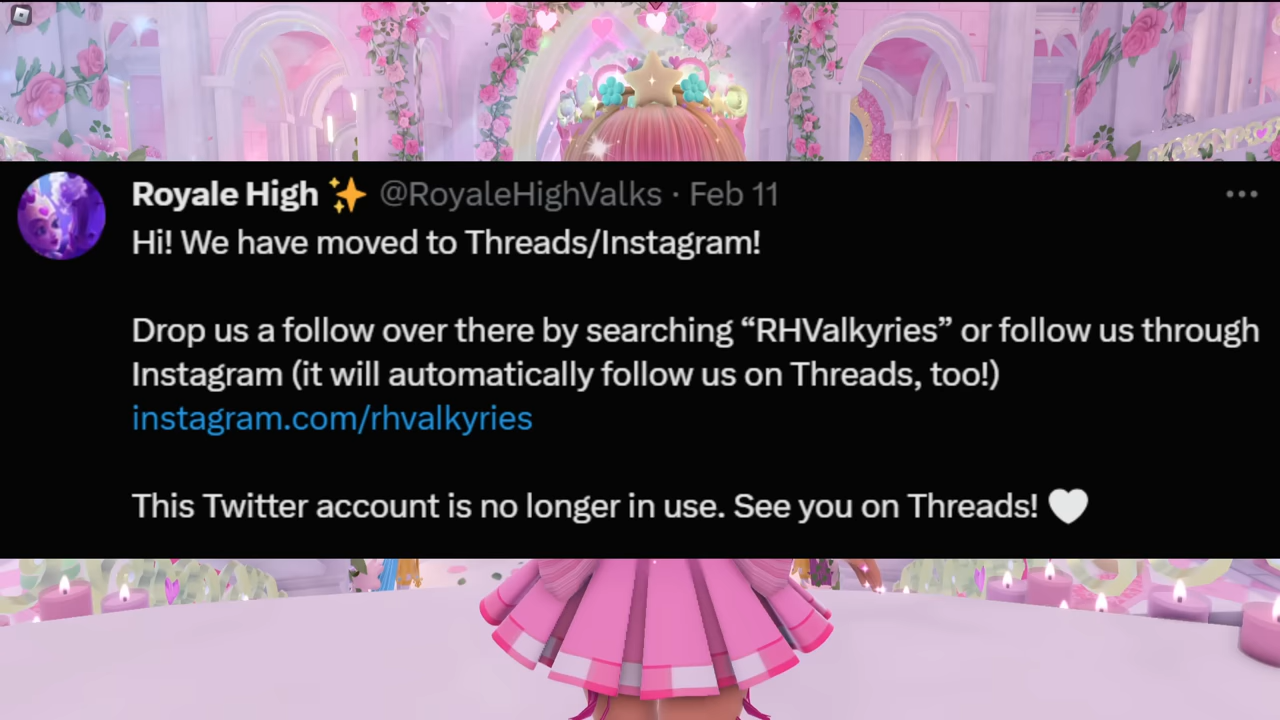 Royale High ✨ @RoyaleHighValks · Feb 11
Hi! We have moved to Threads/Instagram!
Drop us a follow over there by searching “RHValkyries” or follow us through
Instagram (it will automatically follow us on Threads, too!)
instagram.com/rhvalkyries
This Twitter account is no longer in use. See you on Threads! 🤍